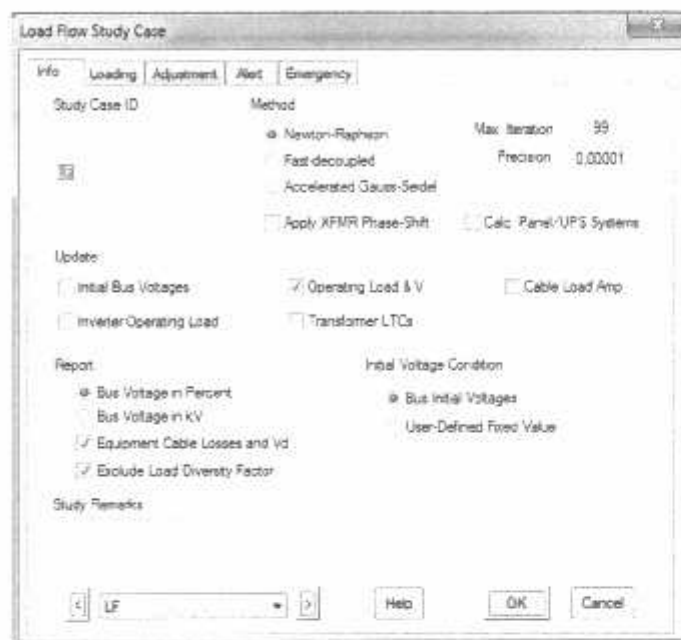 Load Flow Study Case
Info Loading Adjustment Alert Emergency
Study Case ID Method
Newton-Raphson Max. Iteration 99
Fast-decoupled Precision 0.00001
Accelerated Gauss-Seidel
Apply XFMR Phase-Shift Calc. Panel/UPS Systems
Update
Initial Bus Voltages Operating Load & V Cable Load Amp
Inverter Operating Load Transformer LTCs
Report Initial Voltage Condition
Bus Voltage in Percent Bus Initial Voltages
Bus Voltage in KV User-Defined Fixed Value
Equipment Cable Losses and Vd
Exclude Load Diversity Factor
Study Remarks
< LF > Help OK Cancel